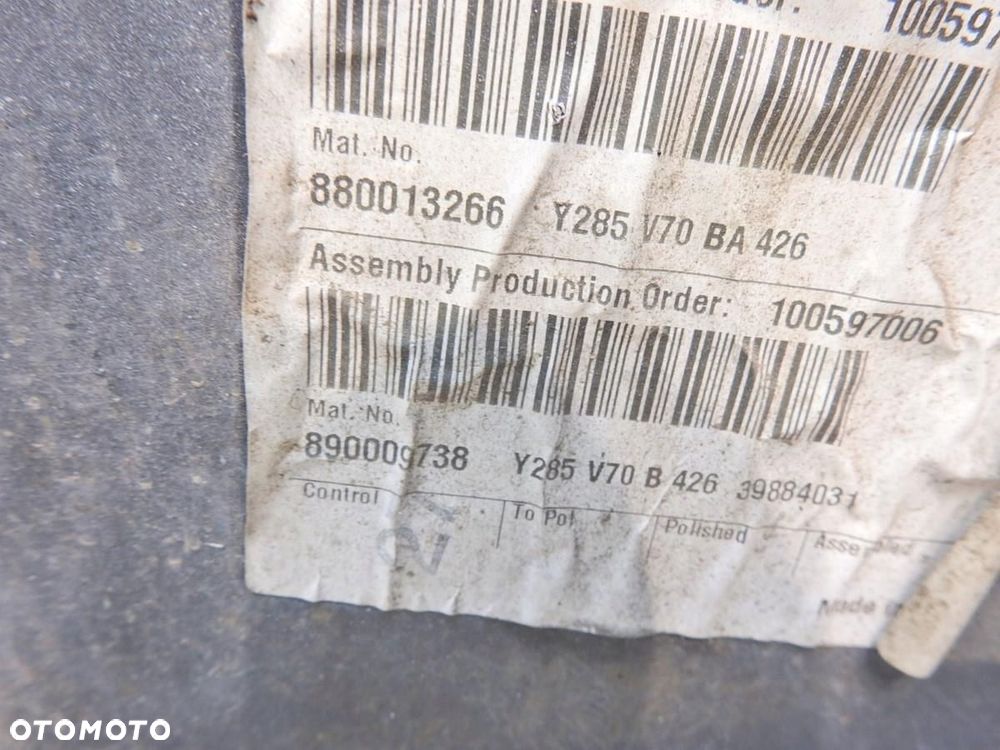 100597
Mat. No.
880013266 Y285 V70 BA 426
Assembly Production Order: 100597006
Mat. No.
890009738 Y285 V70 B 426 39884031
Control To Pol Polished
Made
OTOMOTO